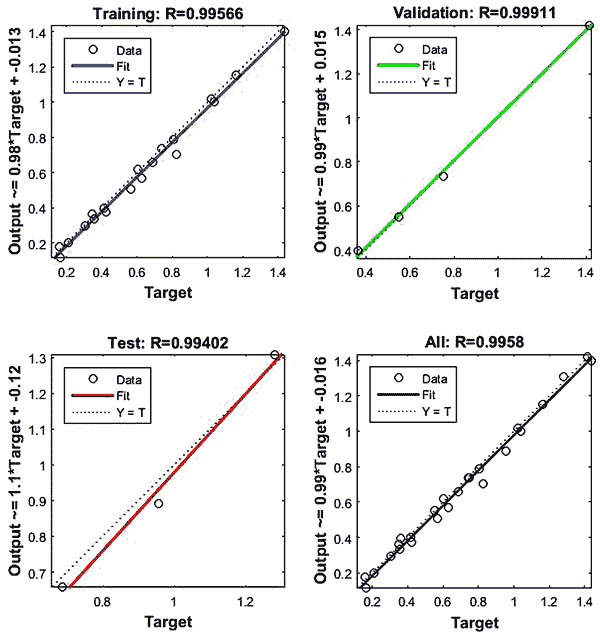 Training: R=0.99566
Output ~= 0.98*Target + -0.013
1.4
1.2
1
0.8
0.6
0.4
0.2
Data
Fit
Y = T
0.2 0.4 0.6 0.8 1 1.2 1.4
Target
Validation: R=0.99911
Output ~= 0.99*Target + 0.015
1.4
1.2
1
0.8
0.6
0.4
Data
Fit
Y = T
0.4 0.6 0.8 1 1.2 1.4
Target
Test: R=0.99402
Output ~= 1.1*Target + -0.12
1.3
1.2
1.1
1
0.9
0.8
0.7
Data
Fit
Y = T
0.8 1 1.2
Target
All: R=0.9958
Output ~= 0.99*Target + -0.016
1.4
1.2
1
0.8
0.6
0.4
0.2
Data
Fit
Y = T
0.2 0.4 0.6 0.8 1 1.2 1.4
Target